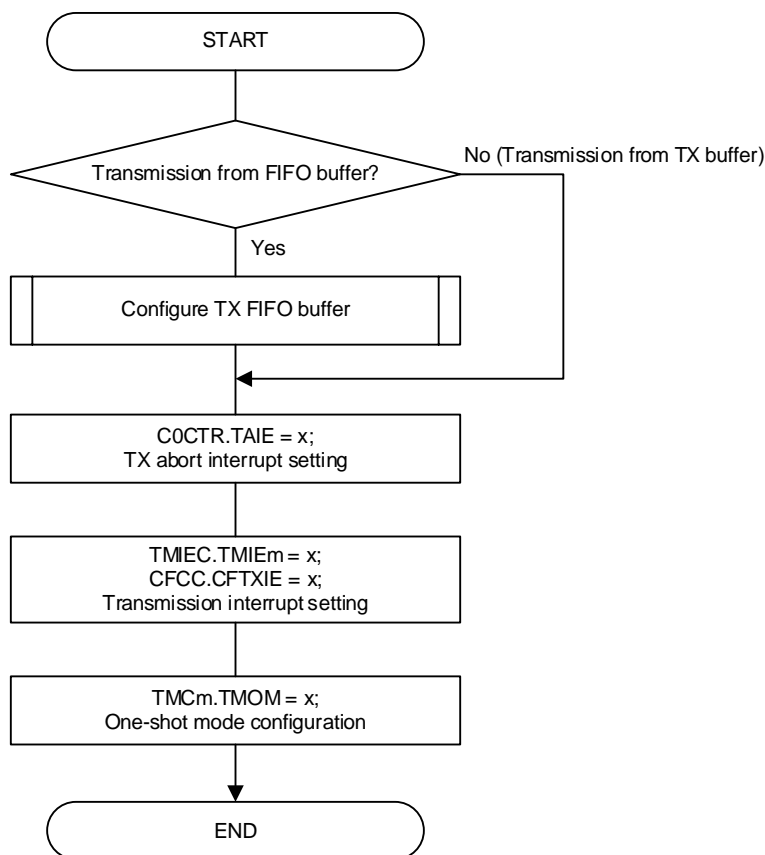 START
Transmission from FIFO buffer?
No (Transmission from TX buffer)
Yes
Configure TX FIFO buffer
C0CTR.TAIE = x;
TX abort interrupt setting
TMIEC.TMIEm = x;
CFCC.CFTXIE = x;
Transmission interrupt setting
TMCm.TMOM = x;
One-shot mode configuration
END